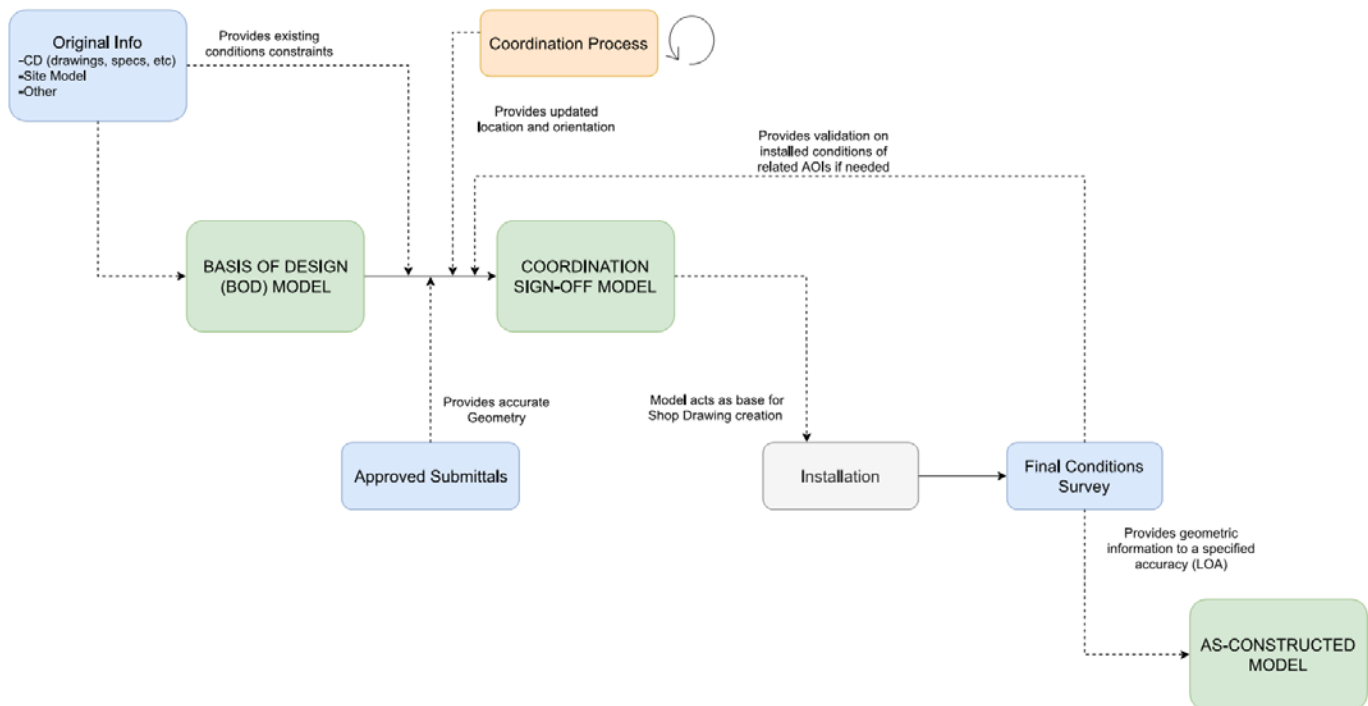 Original Info
-CD (drawings, specs, etc)
-Site Model
-Other
Provides existing
conditions constraints
Coordination Process
Provides updated
location and orientation
Provides validation on
installed conditions of
related AOIs if needed
BASIS OF DESIGN
(BOD) MODEL
COORDINATION
SIGN-OFF MODEL
Provides accurate
Geometry
Model acts as base for
Shop Drawing creation
Approved Submittals
Installation
Final Conditions
Survey
Provides geometric
information to a specified
accuracy (LOA)
AS-CONSTRUCTED
MODEL